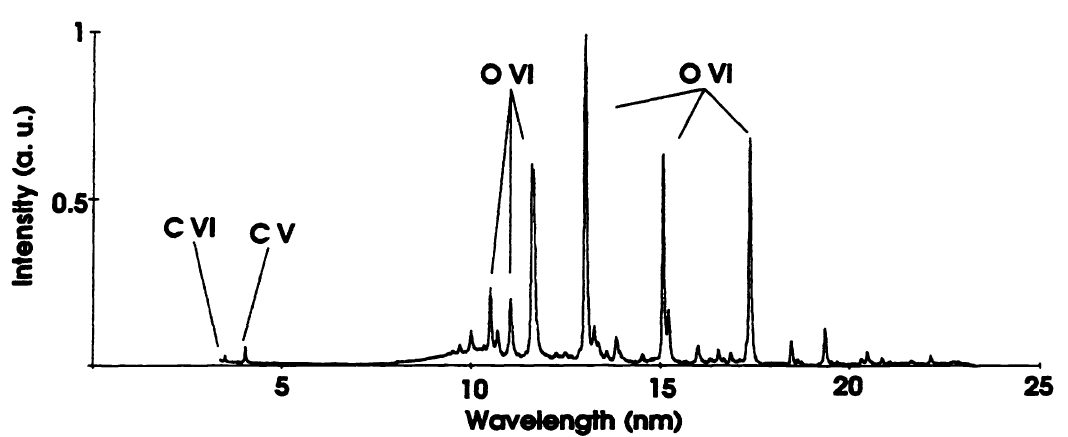 1
O VI
O VI
Intensity (a. u.)
0.5
C VI
C V
5
10
15
20
25
Wavelength (nm)